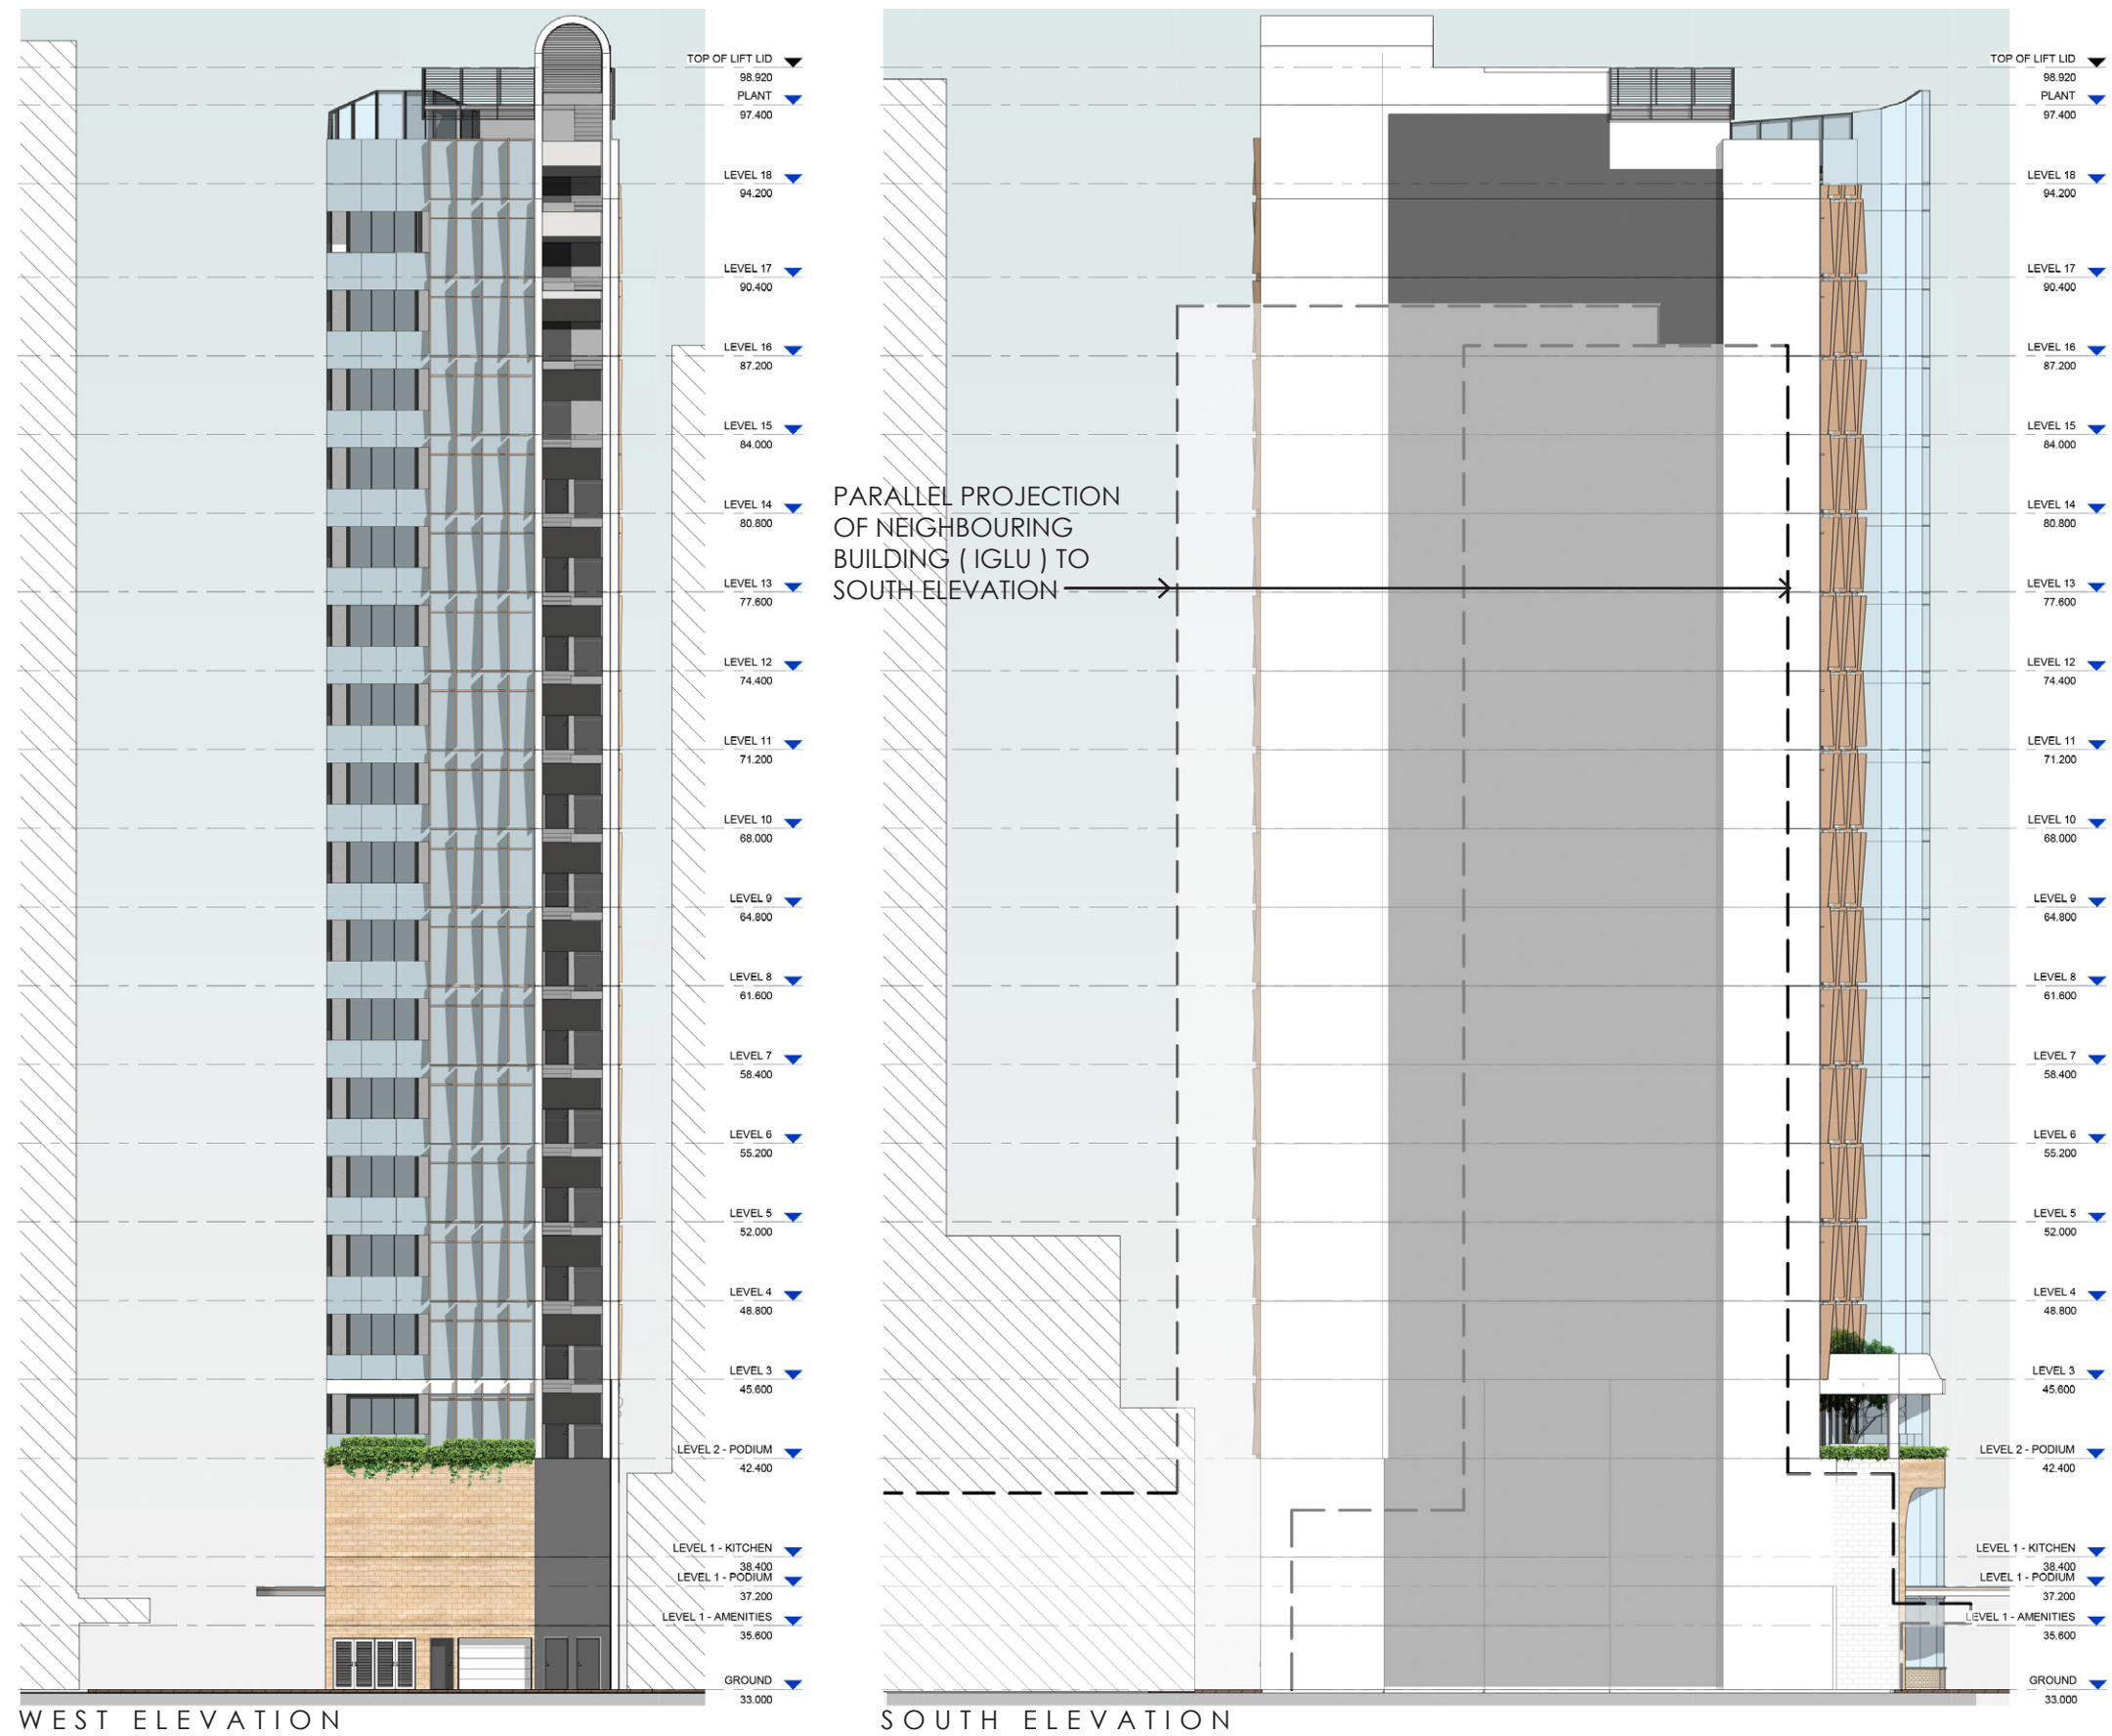 TOP OF LIFT LID
98.920
PLANT
97.400
LEVEL 18
94.200
LEVEL 17
90.400
LEVEL 16
87.200
LEVEL 15
84.000
LEVEL 14
80.800
LEVEL 13
77.600
LEVEL 12
74.400
LEVEL 11
71.200
LEVEL 10
68.000
LEVEL 9
64.800
LEVEL 8
61.600
LEVEL 7
58.400
LEVEL 6
55.200
LEVEL 5
52.000
LEVEL 4
48.800
LEVEL 3
45.600
LEVEL 2 - PODIUM
42.400
LEVEL 1 - KITCHEN
38.400
LEVEL 1 - PODIUM
37.200
LEVEL 1 - AMENITIES
35.600
GROUND
33.000
WEST ELEVATION
PARALLEL PROJECTION
OF NEIGHBOURING
BUILDING ( IGLU ) TO
SOUTH ELEVATION
TOP OF LIFT LID
98.920
PLANT
97.400
LEVEL 18
94.200
LEVEL 17
90.400
LEVEL 16
87.200
LEVEL 15
84.000
LEVEL 14
80.800
LEVEL 13
77.600
LEVEL 12
74.400
LEVEL 11
71.200
LEVEL 10
68.000
LEVEL 9
64.800
LEVEL 8
61.600
LEVEL 7
58.400
LEVEL 6
55.200
LEVEL 5
52.000
LEVEL 4
48.800
LEVEL 3
45.600
LEVEL 2 - PODIUM
42.400
LEVEL 1 - KITCHEN
38.400
LEVEL 1 - PODIUM
37.200
LEVEL 1 - AMENITIES
35.600
GROUND
33.000
SOUTH ELEVATION